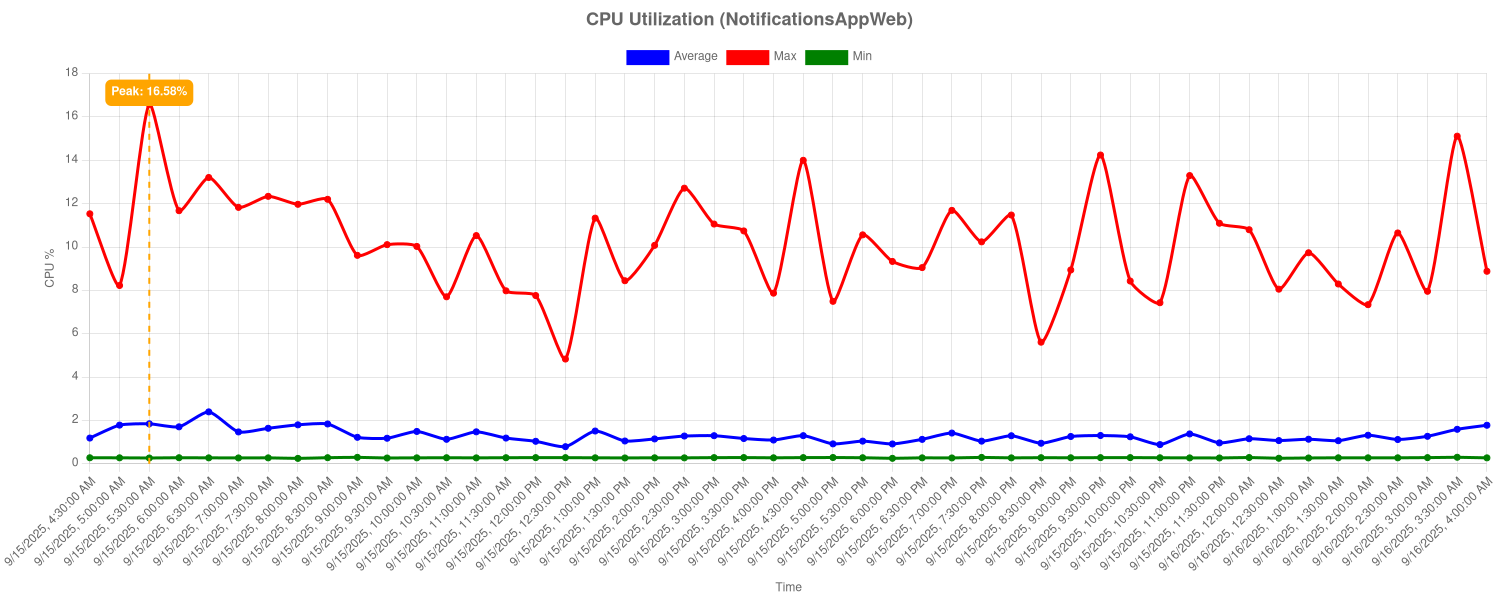 CPU Utilization (NotificationsAppWeb)
Average Max Min
18
Peak: 16.58%
16
14
12
10
CPU %
8
6
4
2
0
9/15/2025, 4:30:00 AM
9/15/2025, 5:00:00 AM
9/15/2025, 5:30:00 AM
9/15/2025, 6:00:00 AM
9/15/2025, 6:30:00 AM
9/15/2025, 7:00:00 AM
9/15/2025, 7:30:00 AM
9/15/2025, 8:00:00 AM
9/15/2025, 8:30:00 AM
9/15/2025, 9:00:00 AM
9/15/2025, 9:30:00 AM
9/15/2025, 10:00:00 AM
9/15/2025, 10:30:00 AM
9/15/2025, 11:00:00 AM
9/15/2025, 11:30:00 AM
9/15/2025, 12:00:00 PM
9/15/2025, 12:30:00 PM
9/15/2025, 1:00:00 PM
9/15/2025, 1:30:00 PM
9/15/2025, 2:00:00 PM
9/15/2025, 2:30:00 PM
9/15/2025, 3:00:00 PM
9/15/2025, 3:30:00 PM
9/15/2025, 4:00:00 PM
9/15/2025, 4:30:00 PM
9/15/2025, 5:00:00 PM
9/15/2025, 5:30:00 PM
9/15/2025, 6:00:00 PM
9/15/2025, 6:30:00 PM
9/15/2025, 7:00:00 PM
9/15/2025, 7:30:00 PM
9/15/2025, 8:00:00 PM
9/15/2025, 8:30:00 PM
9/15/2025, 9:00:00 PM
9/15/2025, 9:30:00 PM
9/15/2025, 10:00:00 PM
9/15/2025, 10:30:00 PM
9/15/2025, 11:00:00 PM
9/15/2025, 11:30:00 PM
9/16/2025, 12:00:00 AM
9/16/2025, 12:30:00 AM
9/16/2025, 1:00:00 AM
9/16/2025, 1:30:00 AM
9/16/2025, 2:00:00 AM
9/16/2025, 2:30:00 AM
9/16/2025, 3:00:00 AM
9/16/2025, 3:30:00 AM
9/16/2025, 4:00:00 AM
Time